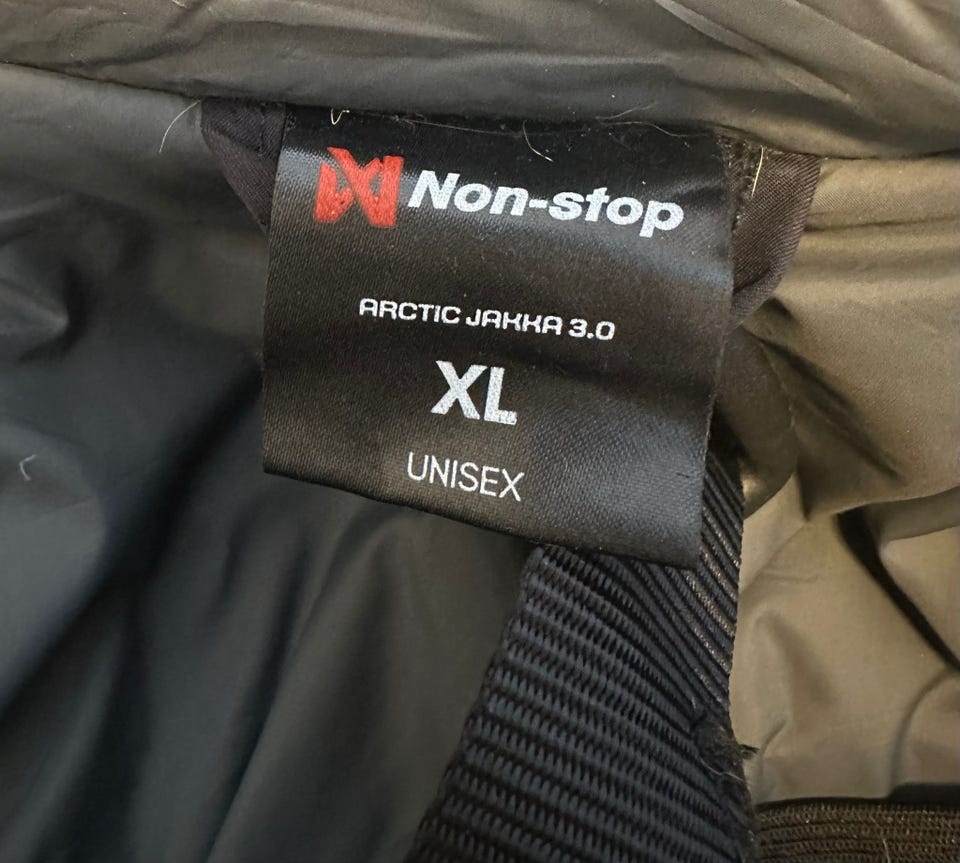 Non-stop
ARCTIC JAKKA 3.0
XL
UNISEX